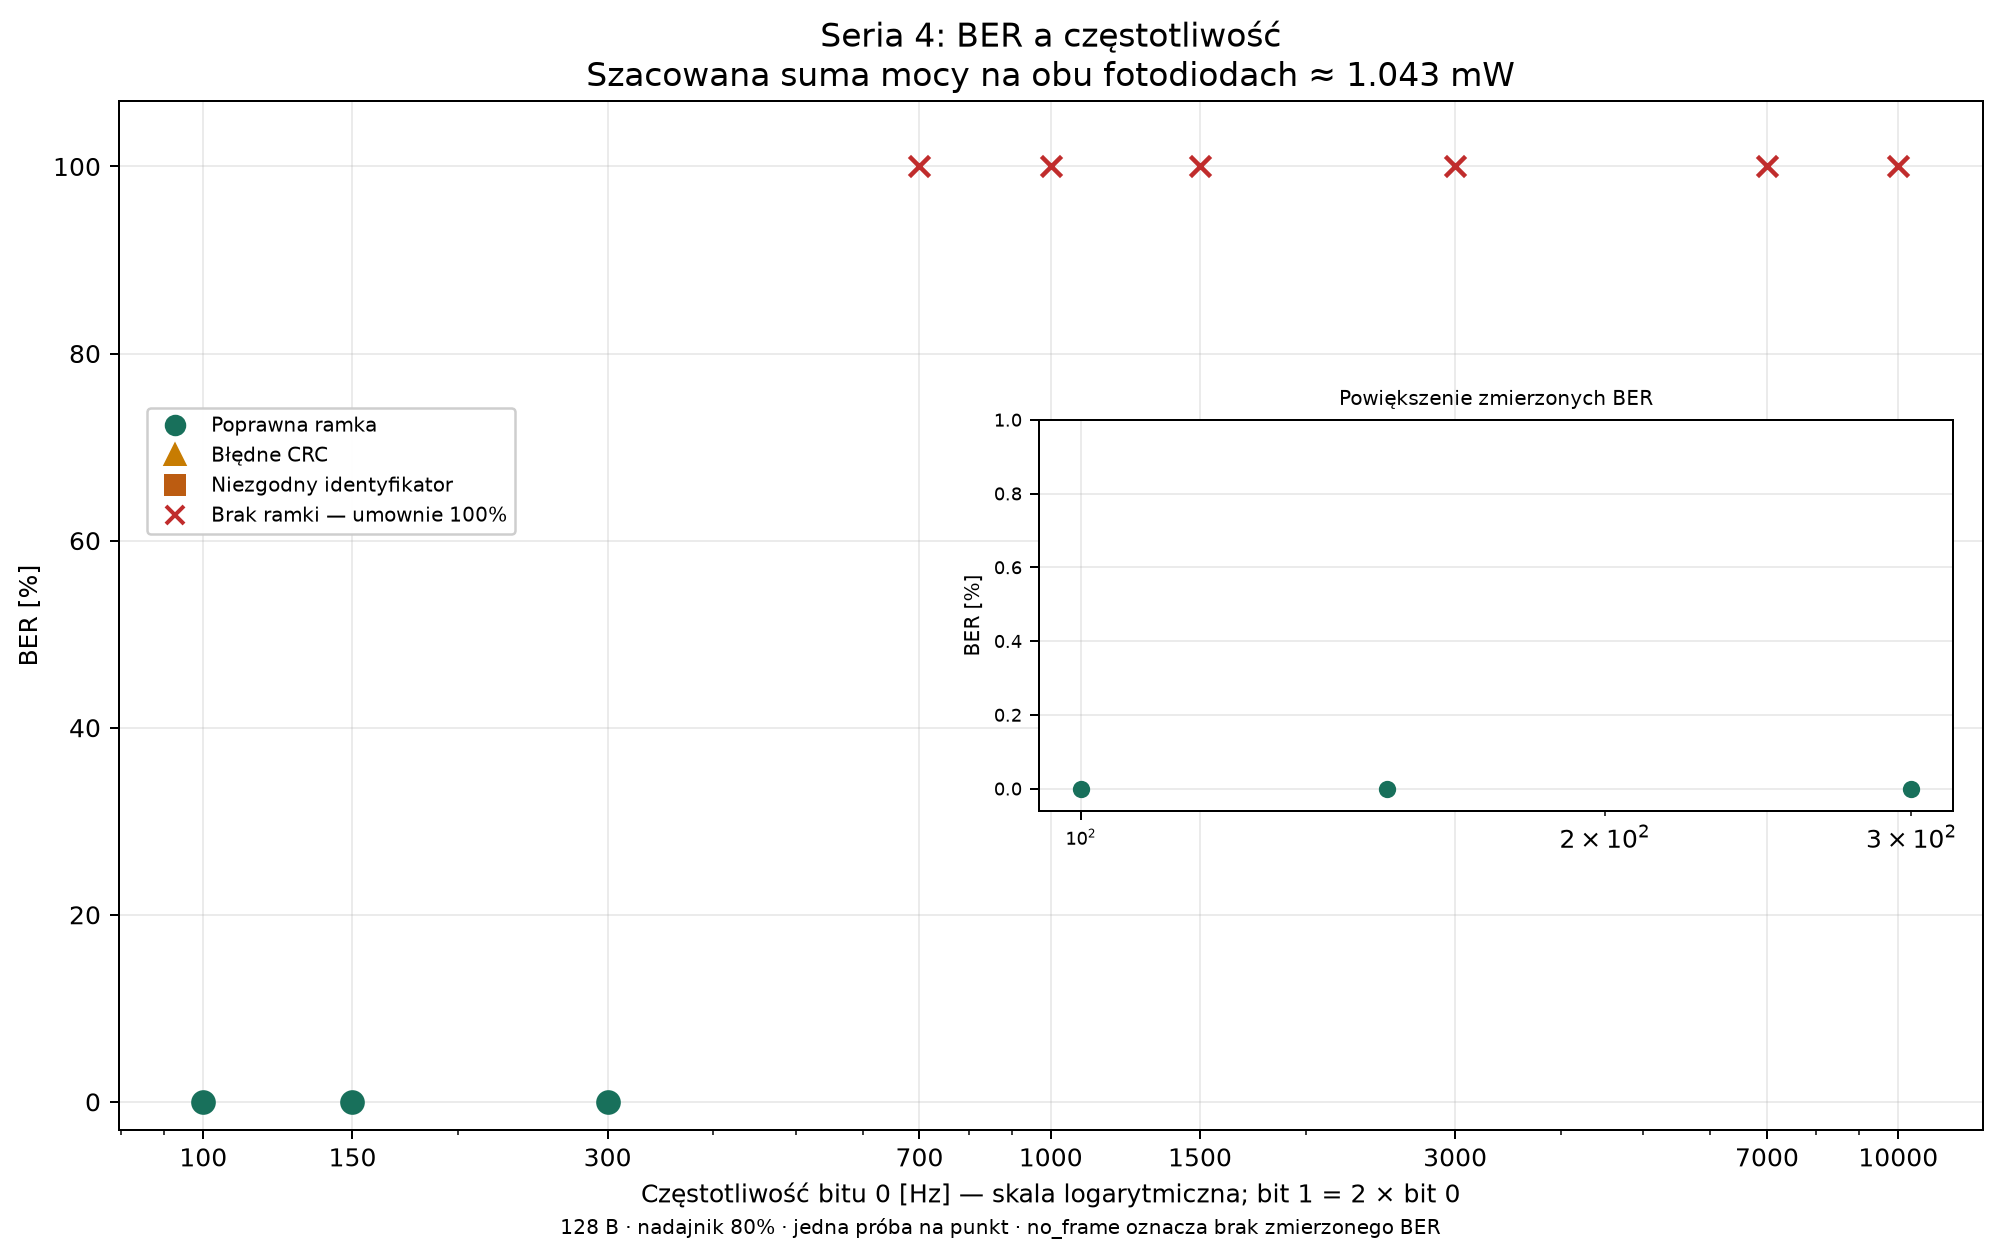 Seria 4: BER a częstotliwość
Szacowana suma mocy na obu fotodiodach ≈ 1.043 mW
BER [%]
100
80
60
40
20
0
Poprawna ramka
Błędne CRC
Niezgodny identyfikator
Brak ramki — umownie 100%
Powiększenie zmierzonych BER
BER [%]
1.0
0.8
0.6
0.4
0.2
0.0
10² 2 × 10² 3 × 10²
100 150 300 700 1000 1500 3000 7000 10000
Częstotliwość bitu 0 [Hz] — skala logarytmiczna; bit 1 = 2 × bit 0
128 B · nadajnik 80% · jedna próba na punkt · no_frame oznacza brak zmierzonego BER